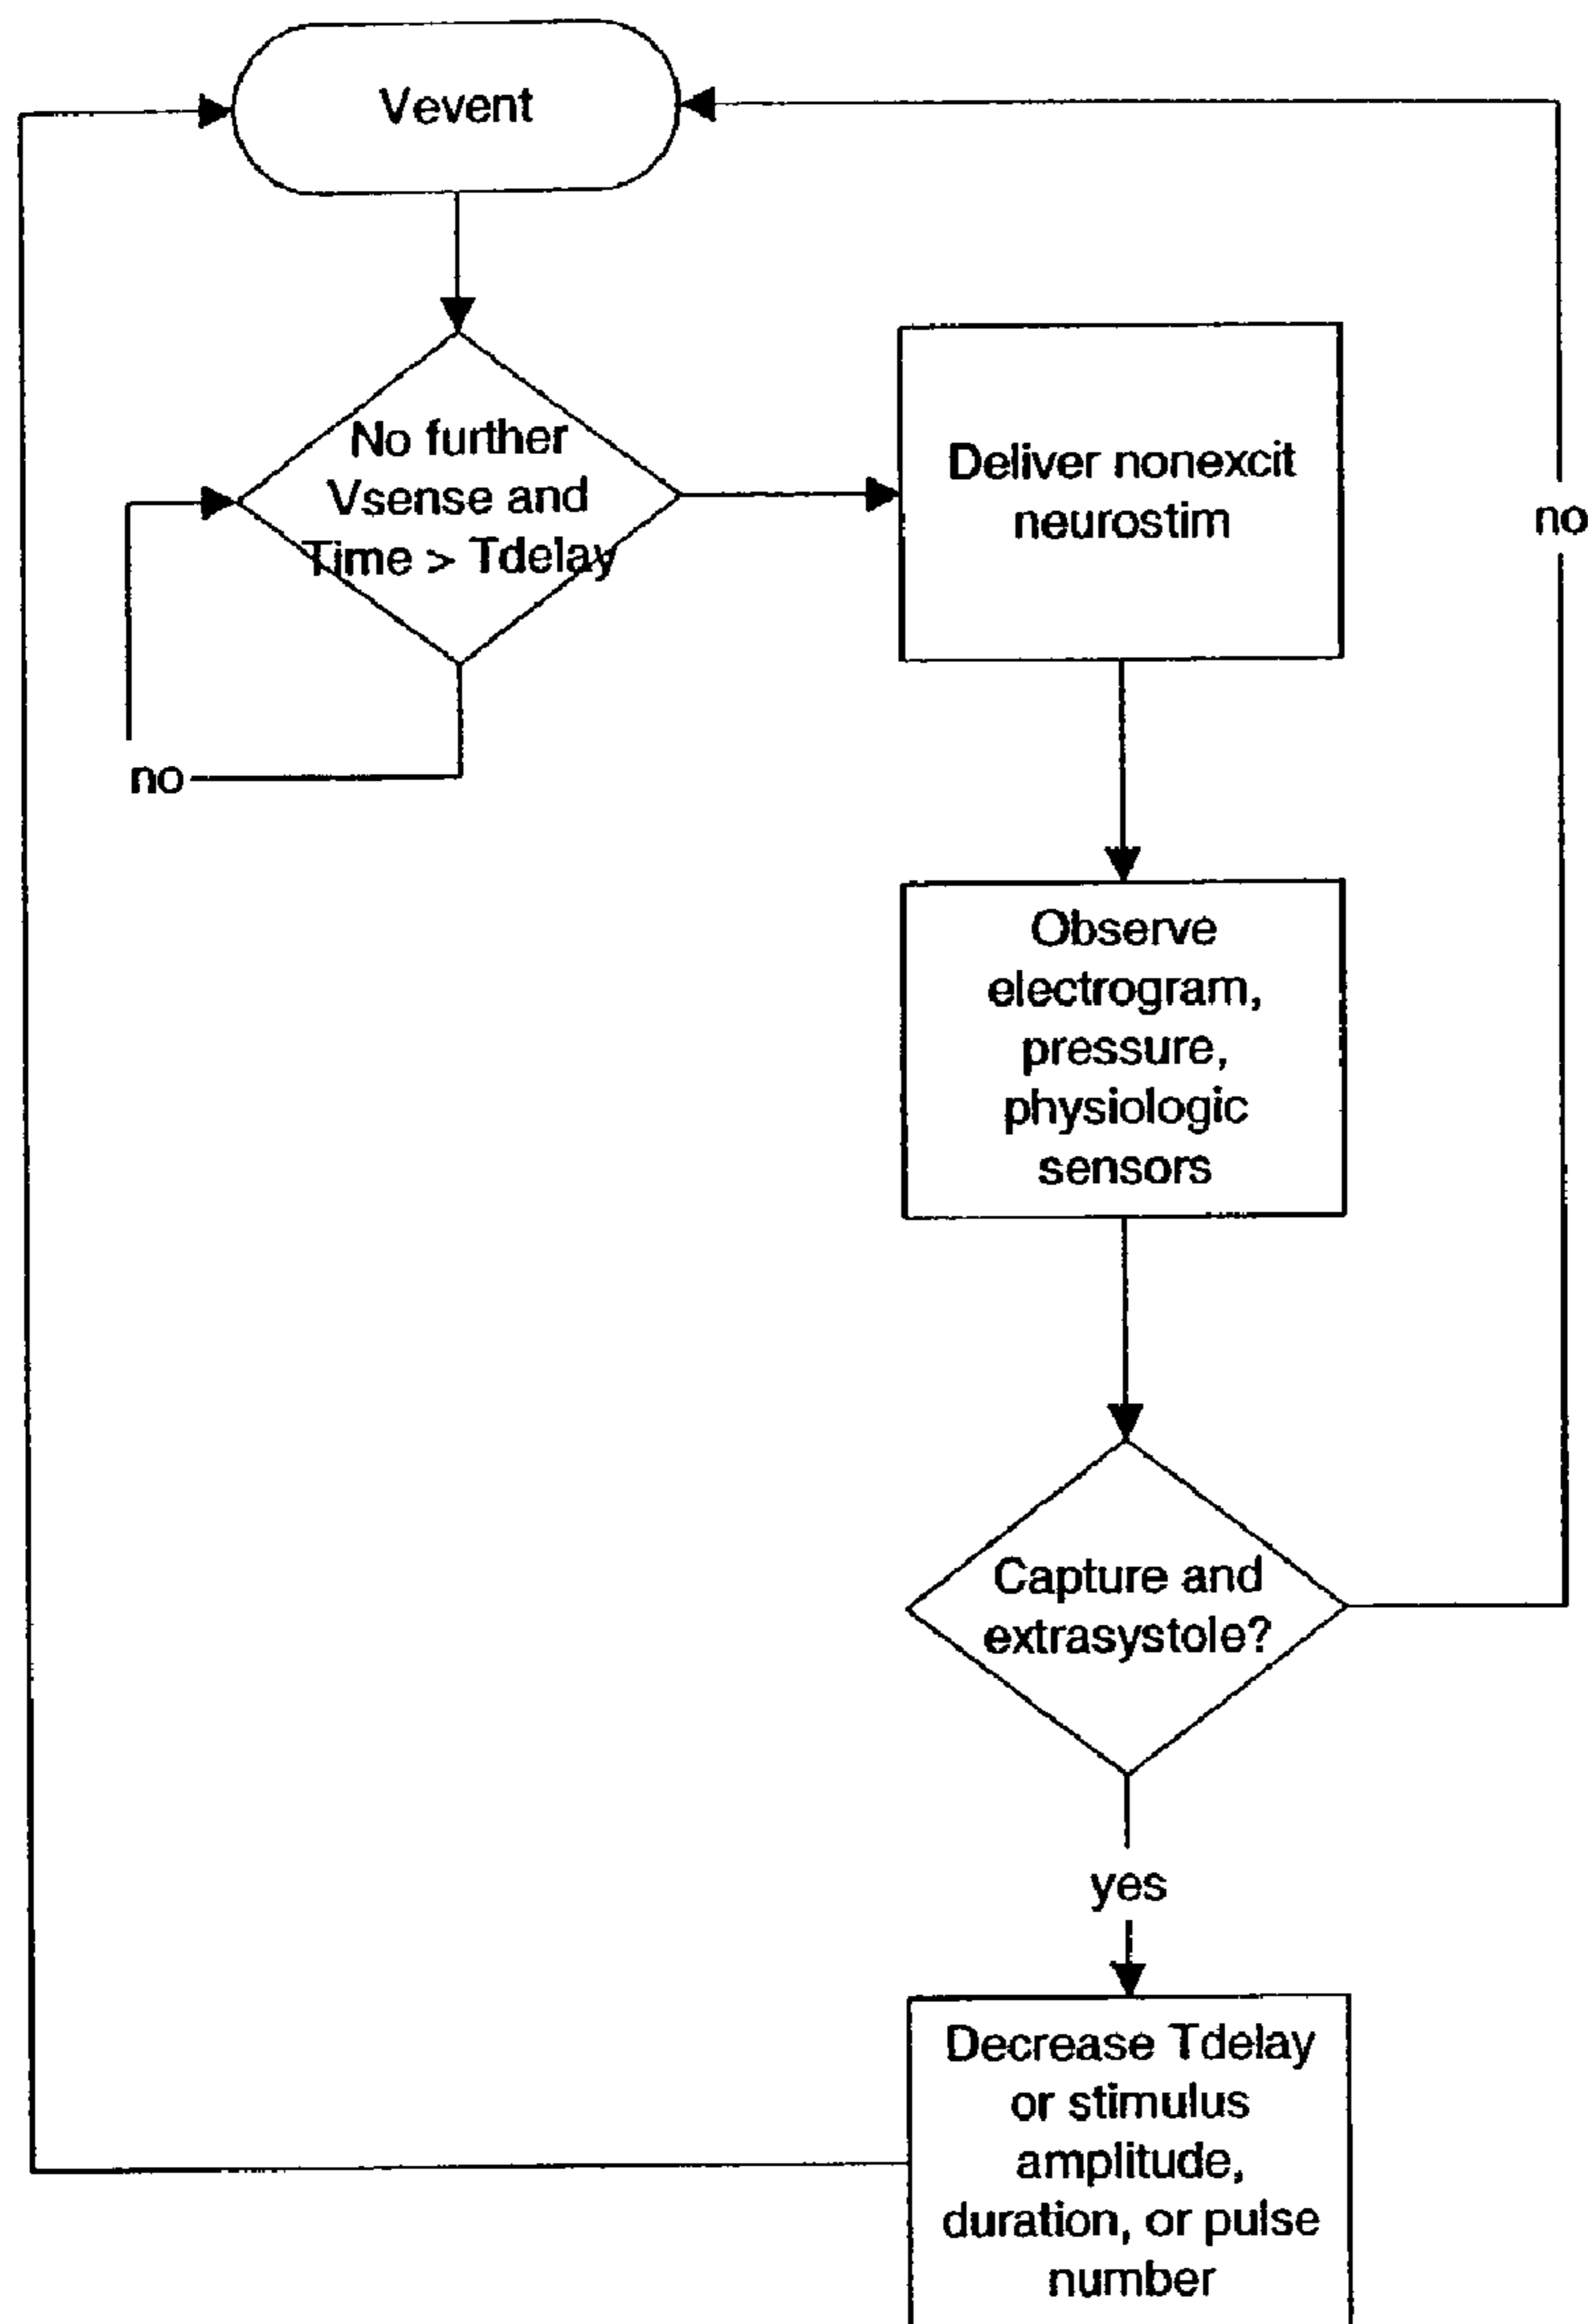 Vevent
No further
Vsense and
Time > Tdelay
no
Deliver nonexcit
neurostim
no
Observe
electrogram,
pressure,
physiologic
sensors
Capture and
extrasystole?
yes
Decrease Tdelay
or stimulus
amplitude,
duration, or pulse
number